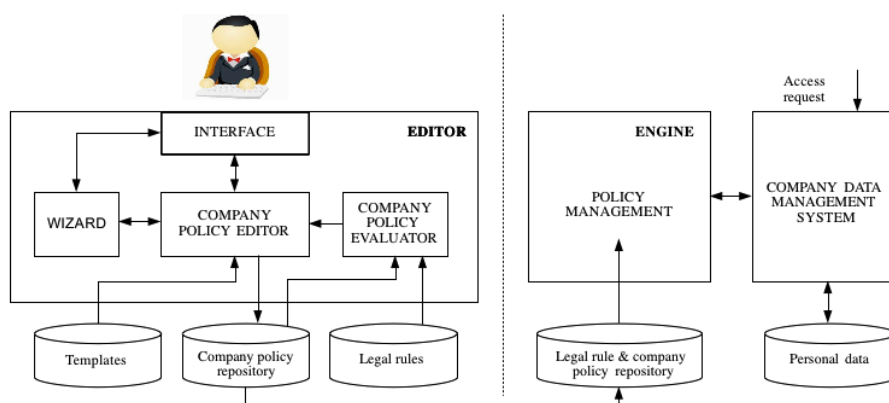 Access
request
INTERFACE
EDITOR
ENGINE
WIZARD
COMPANY
POLICY EDITOR
COMPANY
POLICY
EVALUATOR
POLICY
MANAGEMENT
COMPANY DATA
MANAGEMENT
SYSTEM
Templates
Company policy
repository
Legal rules
Legal rule & company
policy repository
Personal data